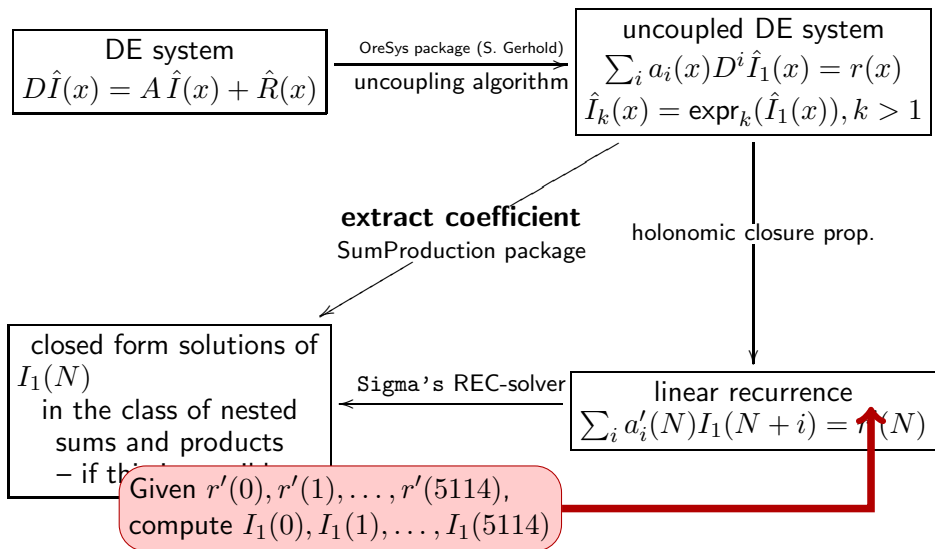 DE system
DÎ(x) = A Î(x) + R̂(x)
OreSys package (S. Gerhold)
uncoupling algorithm
uncoupled DE system
∑_i a_i(x)D^i Î_1(x) = r(x)
Î_k(x) = expr_k(Î_1(x)), k > 1
extract coefficient
SumProduction package
holonomic closure prop.
closed form solutions of
I_1(N)
in the class of nested
sums and products
– if
Sigma's REC-solver
linear recurrence
∑_i a'_i(N)I_1(N + i) = (N)
Given r'(0), r'(1), . . . , r'(5114),
compute I_1(0), I_1(1), . . . , I_1(5114)